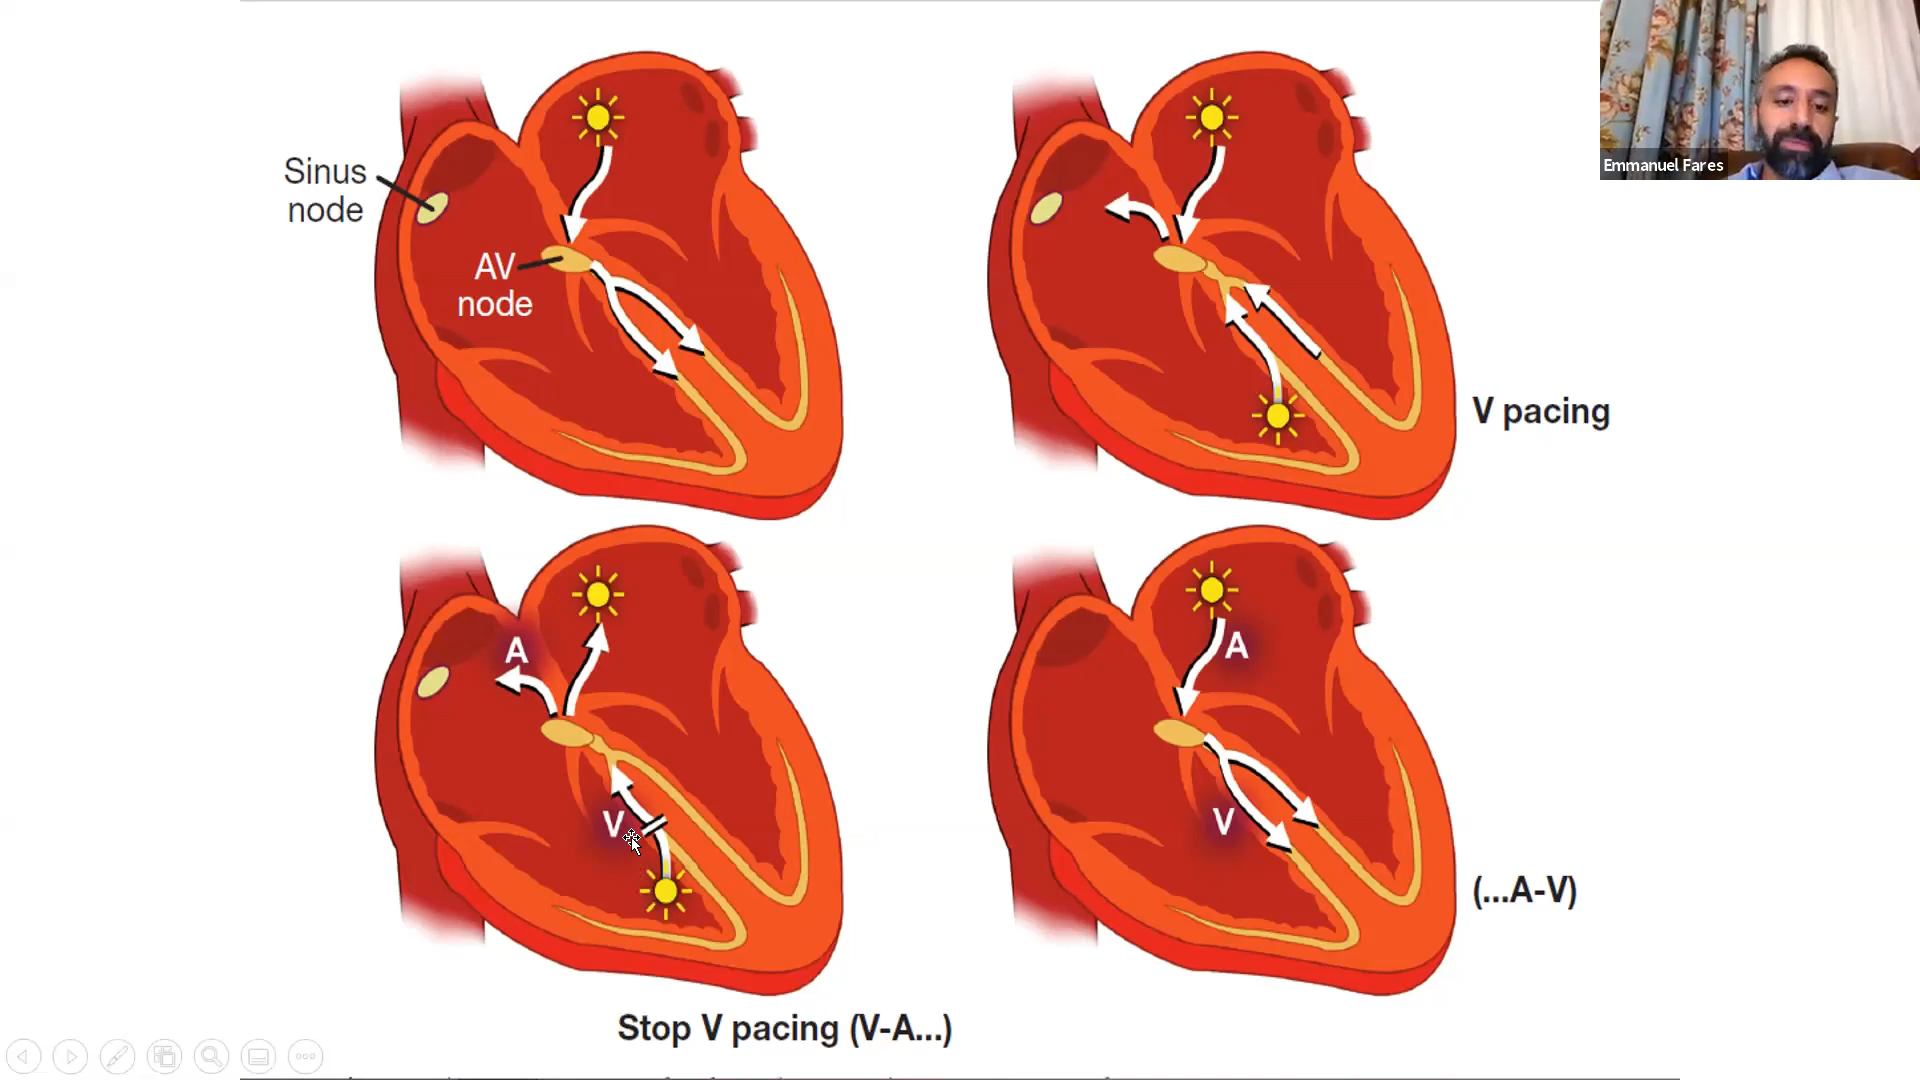 Sinus
node
AV
node
V pacing
Emmanuel Fares
A
V
A
V
(...A-V)
Stop V pacing (V-A...)